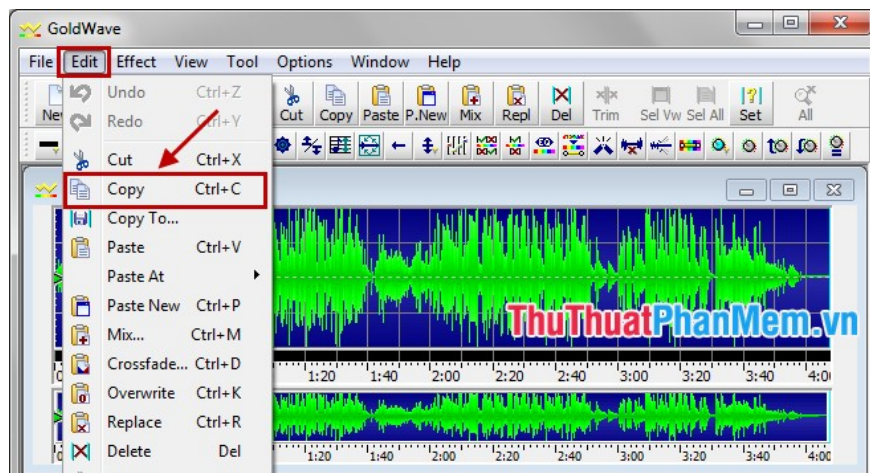 GoldWave
File Edit Effect View Tool Options Window Help
Undo Ctrl+Z
Redo Ctrl+Y
Cut Ctrl+X
Copy Ctrl+C
Copy To...
Paste Ctrl+V
Paste At
Paste New Ctrl+P
Mix... Ctrl+M
Crossfade... Ctrl+D
Overwrite Ctrl+K
Replace Ctrl+R
Delete Del
Cut Copy Paste P.New Mix Repl Del Trim Sel Vw Sel All Set All
ThuThuatPhanMem.vn
1:20 1:40 2:00 2:20 2:40 3:00 3:20 3:40 4:00
1:20 1:40 2:00 2:20 2:40 3:00 3:20 3:40 4:00